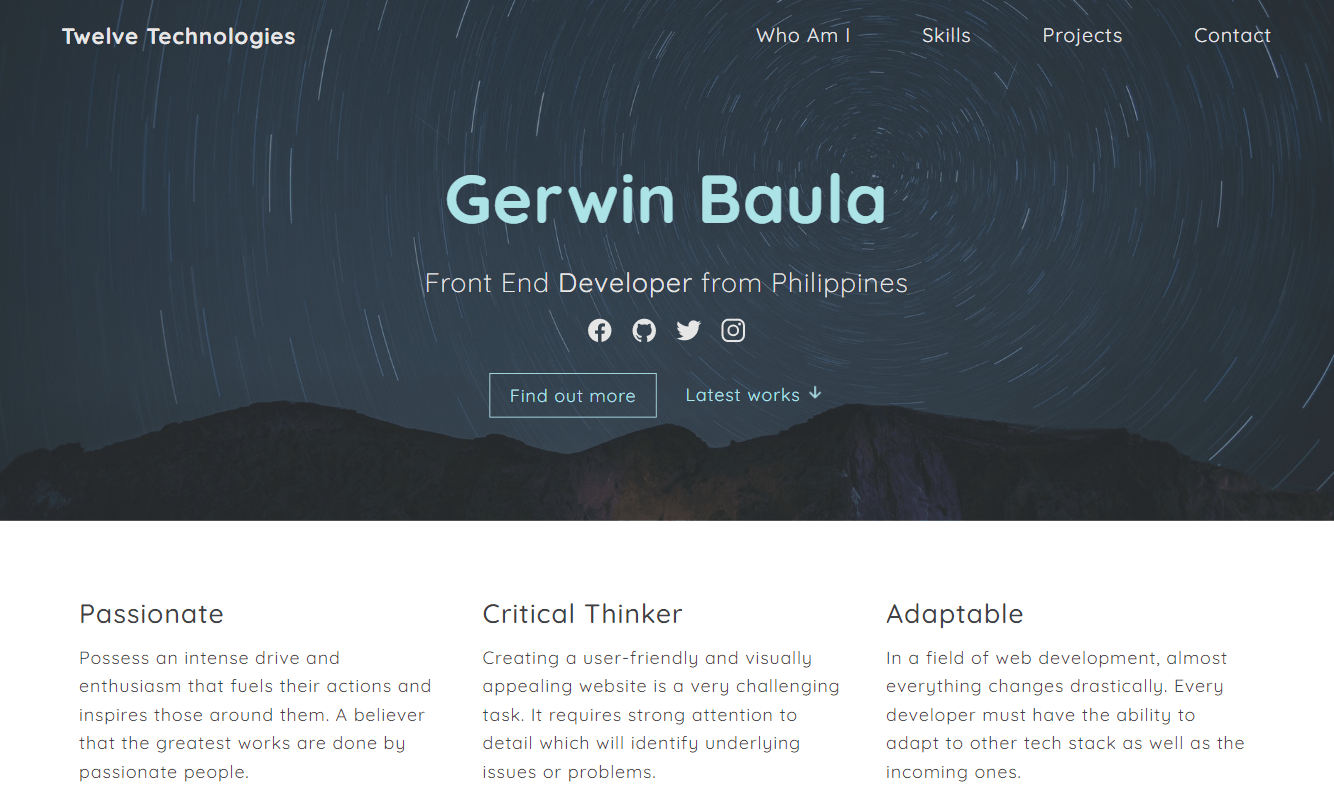 Twelve Technologies
Who Am I
Skills
Projects
Contact
Gerwin Baula
Front End Developer from Philippines
Find out more
Latest works
Passionate
Possess an intense drive and
enthusiasm that fuels their actions and
inspires those around them. A believer
that the greatest works are done by
passionate people.
Critical Thinker
Creating a user-friendly and visually
appealing website is a very challenging
task. It requires strong attention to
detail which will identify underlying
issues or problems.
Adaptable
In a field of web development, almost
everything changes drastically. Every
developer must have the ability to
adapt to other tech stack as well as the
incoming ones.